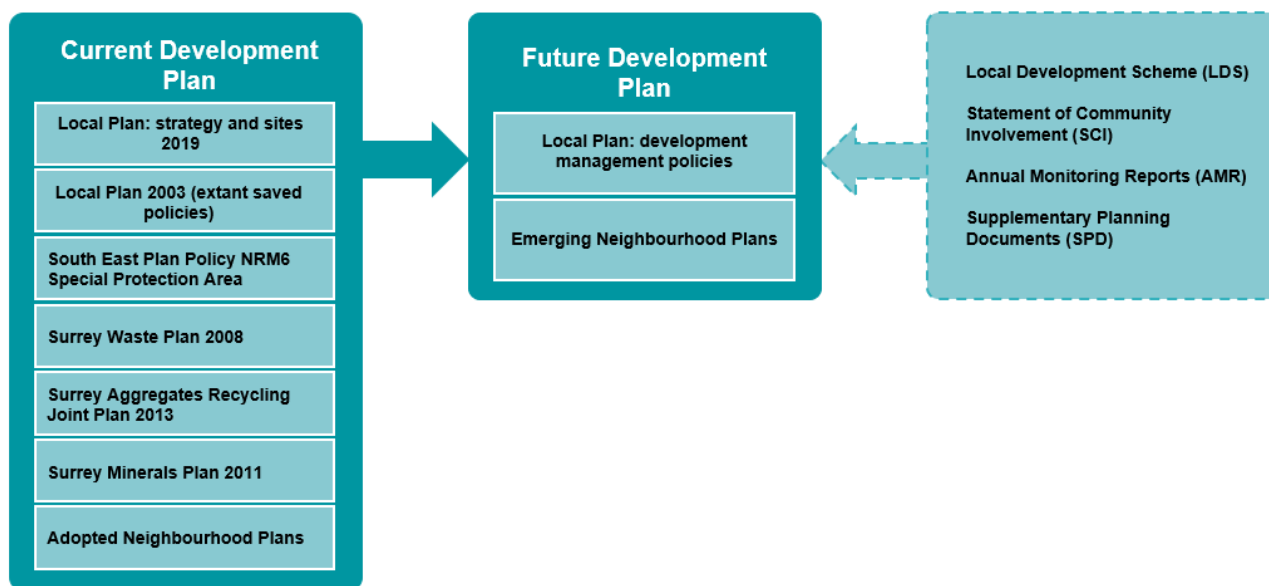 Current Development
Plan
Local Plan: strategy and sites
2019
Local Plan 2003 (extant saved
policies)
South East Plan Policy NRM6
Special Protection Area
Surrey Waste Plan 2008
Surrey Aggregates Recycling
Joint Plan 2013
Surrey Minerals Plan 2011
Adopted Neighbourhood Plans
Future Development
Plan
Local Plan: development
management policies
Emerging Neighbourhood Plans
Local Development Scheme (LDS)
Statement of Community
Involvement (SCI)
Annual Monitoring Reports (AMR)
Supplementary Planning
Documents (SPD)